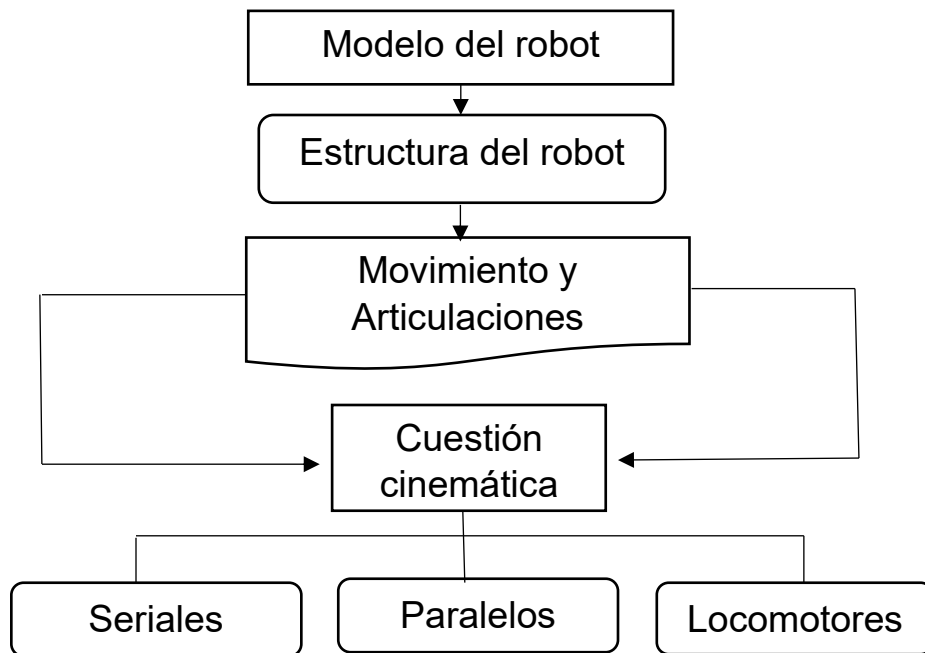 Modelo del robot
Estructura del robot
Movimiento y
Articulaciones
Cuestión
cinemática
Seriales
Paralelos
Locomotores